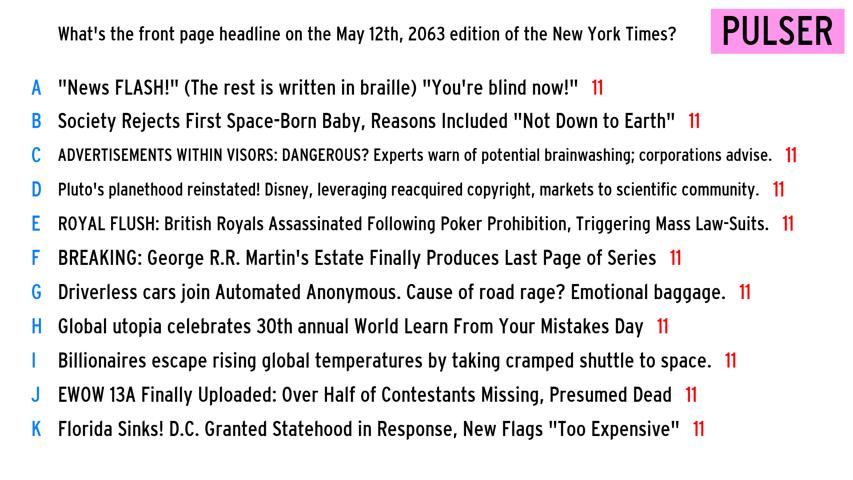 What's the front page headline on the May 12th, 2063 edition of the New York Times?
PULSER
A "News FLASH!" (The rest is written in braille) "You're blind now!" 11
B Society Rejects First Space-Born Baby, Reasons Included "Not Down to Earth" 11
C ADVERTISEMENTS WITHIN VISORS: DANGEROUS? Experts warn of potential brainwashing; corporations advise. 11
D Pluto's planethood reinstated! Disney, leveraging reacquired copyright, markets to scientific community. 11
E ROYAL FLUSH: British Royals Assassinated Following Poker Prohibition, Triggering Mass Law-Suits. 11
F BREAKING: George R.R. Martin's Estate Finally Produces Last Page of Series 11
G Driverless cars join Automated Anonymous. Cause of road rage? Emotional baggage. 11
H Global utopia celebrates 30th annual World Learn From Your Mistakes Day 11
I Billionaires escape rising global temperatures by taking cramped shuttle to space. 11
J EWOW 13A Finally Uploaded: Over Half of Contestants Missing, Presumed Dead 11
K Florida Sinks! D.C. Granted Statehood in Response, New Flags "Too Expensive" 11